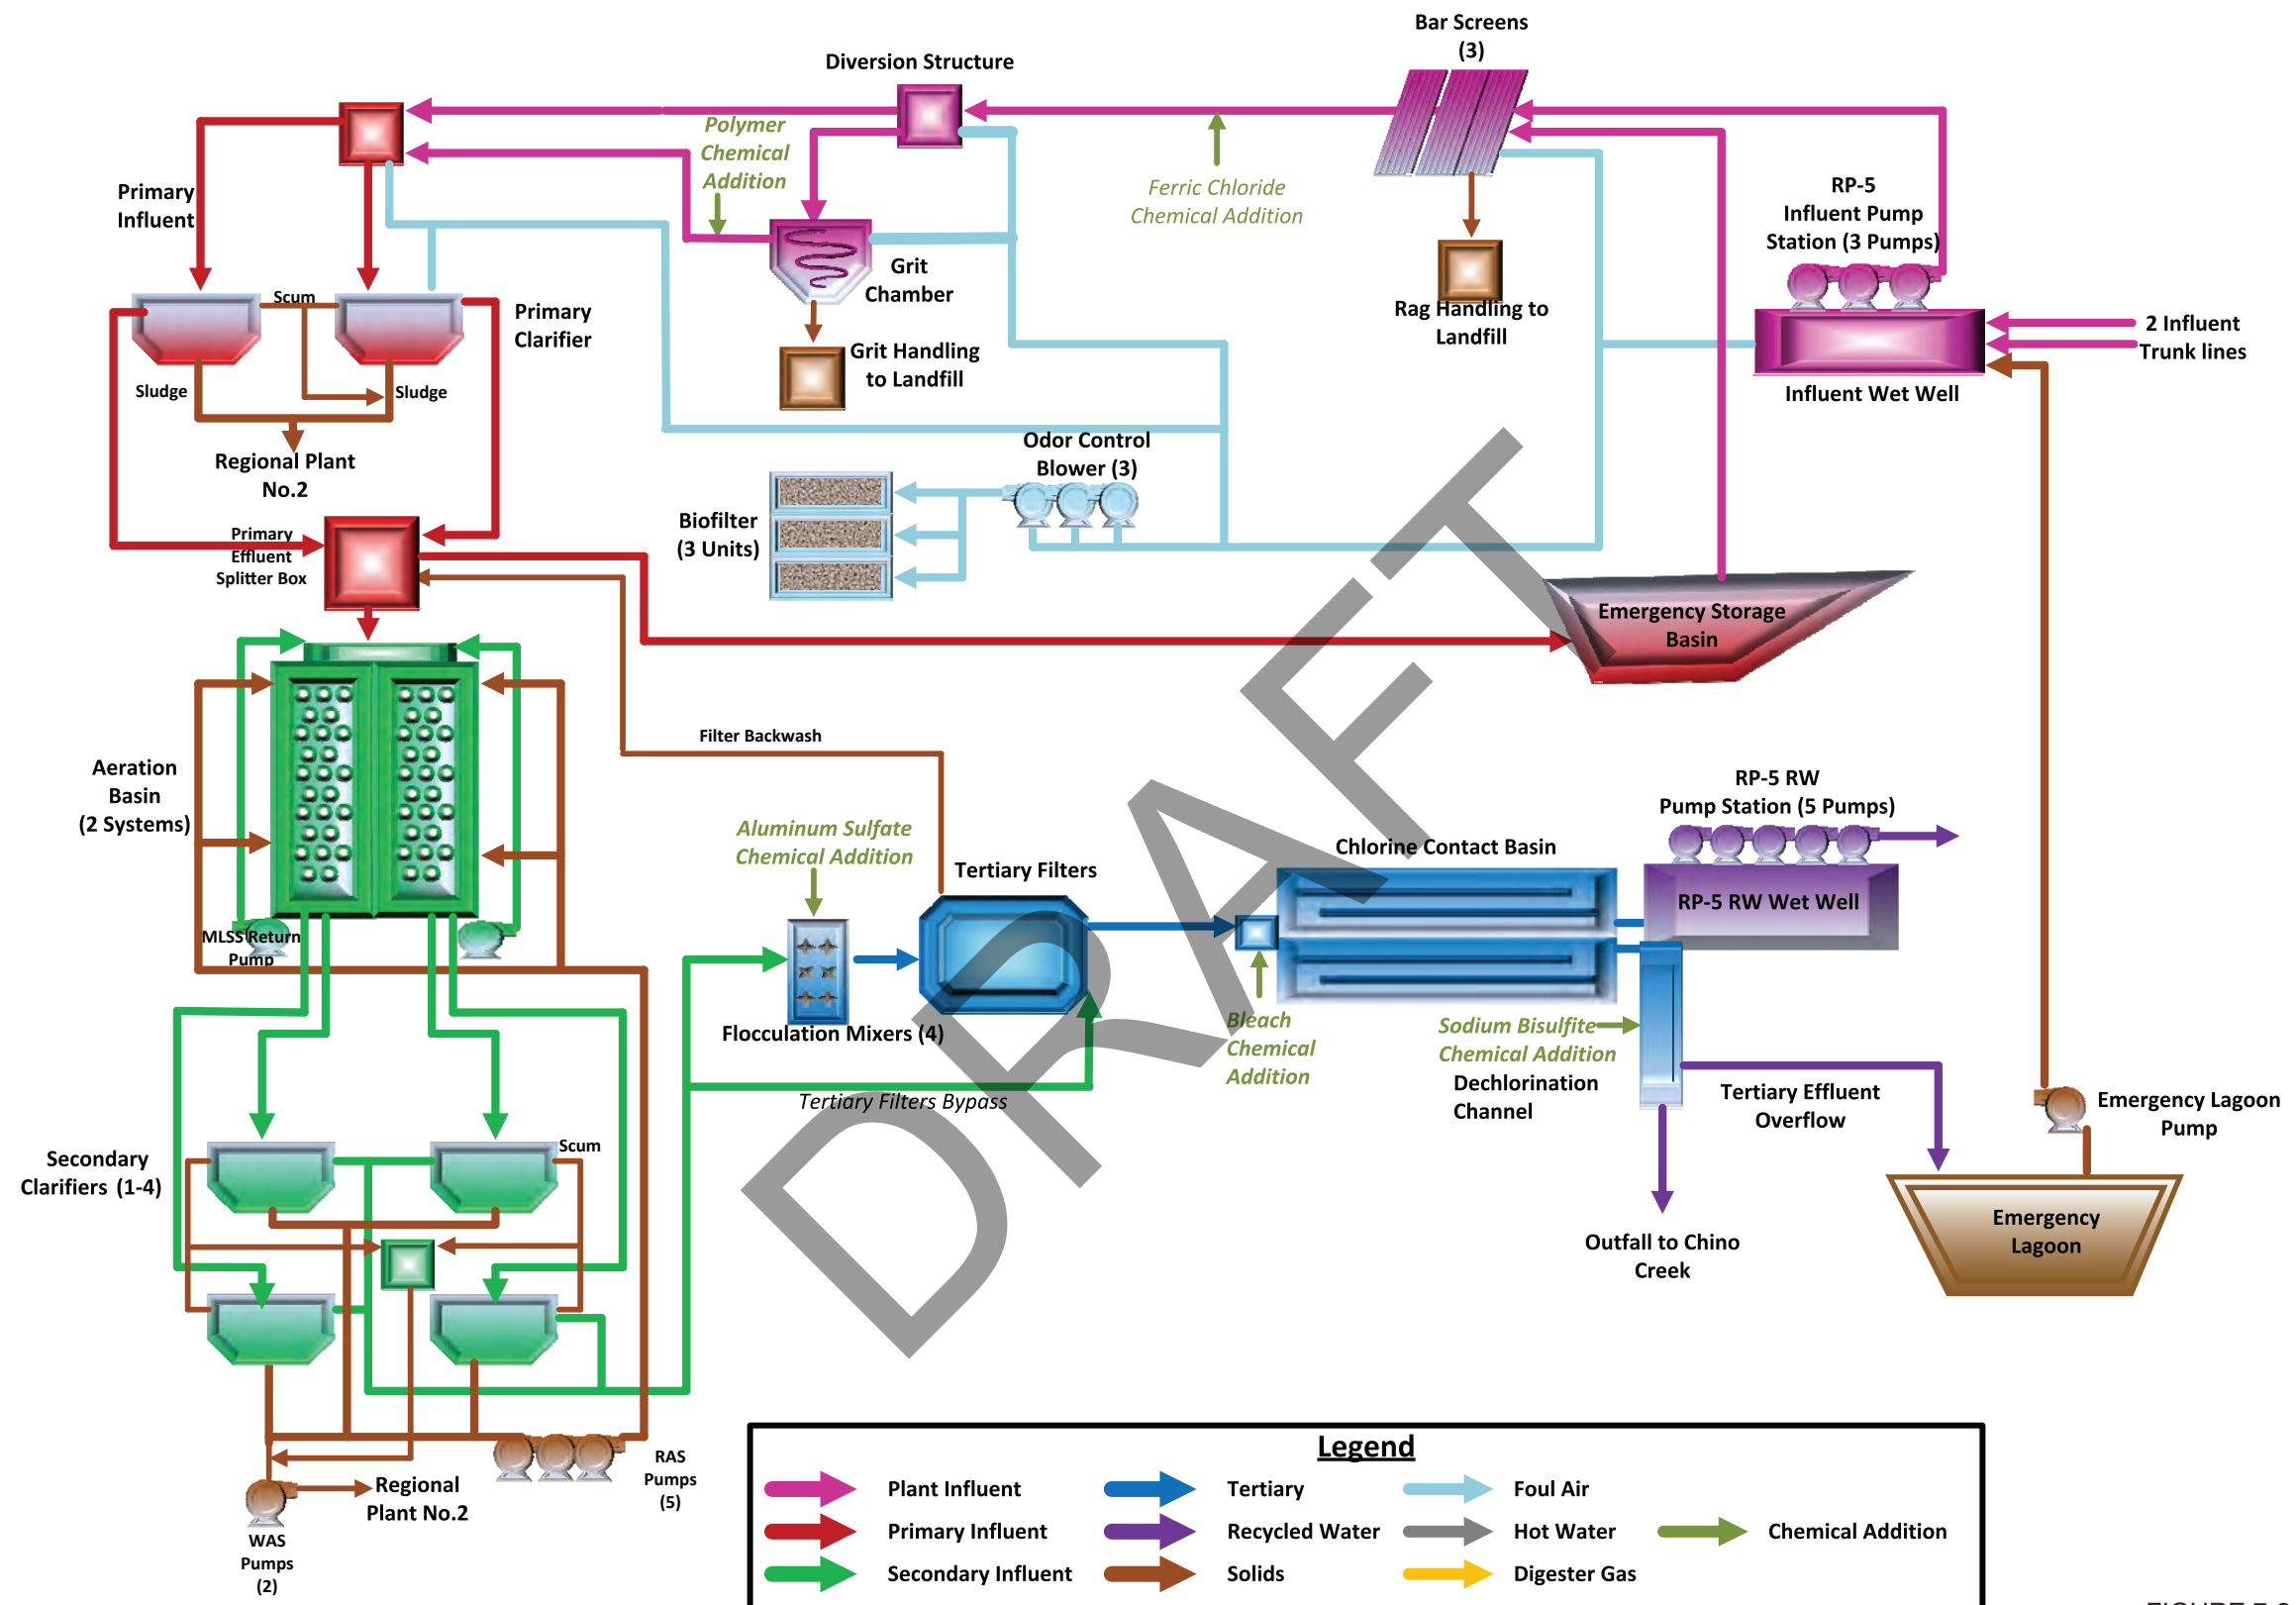 Bar Screens
(3)
Diversion Structure
Polymer
Chemical
Addition
Ferric Chloride
Chemical Addition
RP-5
Influent Pump
Station (3 Pumps)
Primary
Influent
Grit
Chamber
Scum
Primary
Clarifier
Rag Handling to
Landfill
2 Influent
Trunk lines
Grit Handling
to Landfill
Influent Wet Well
Sludge
Sludge
Regional Plant
No.2
Odor Control
Blower (3)
Biofilter
(3 Units)
Primary
Effluent
Splitter Box
Emergency Storage
Basin
Filter Backwash
Aeration
Basin
(2 Systems)
RP-5 RW
Pump Station (5 Pumps)
Aluminum Sulfate
Chemical Addition
Tertiary Filters
Chlorine Contact Basin
RP-5 RW Wet Well
MLSS Return
Pump
Flocculation Mixers (4)
Bleach
Chemical
Addition
Sodium Bisulfite
Chemical Addition
Dechlorination
Channel
Tertiary Filters Bypass
Tertiary Effluent
Overflow
Emergency Lagoon
Pump
Secondary
Clarifiers (1-4)
Scum
Outfall to Chino
Creek
Emergency
Lagoon
DRAFT
RAS
Pumps
(5)
Regional
Plant No.2
WAS
Pumps
(2)
Legend
Plant Influent
Tertiary
Foul Air
Primary Influent
Recycled Water
Hot Water
Chemical Addition
Secondary Influent
Solids
Digester Gas